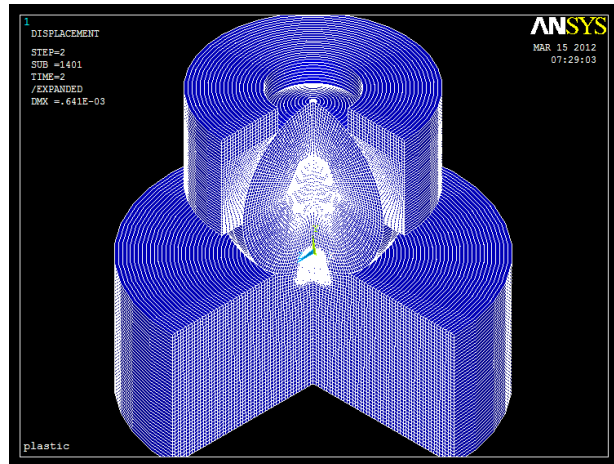 1
DISPLACEMENT
STEP=2
SUB =1401
TIME=2
/EXPANDED
DMX =.641E-03
ANSYS
MAR 15 2012
07:29:03
plastic